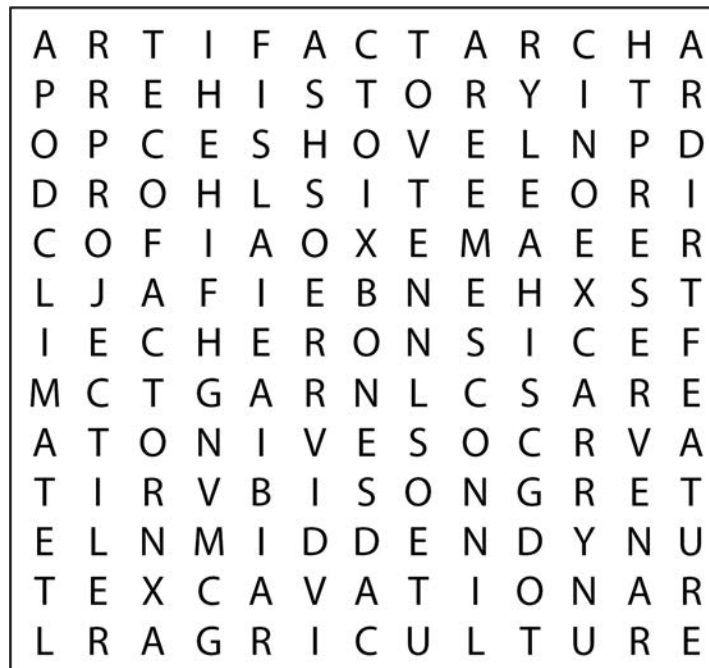 A R T I F A C T A R C H A
P R E H I S T O R Y I T R
O P C E S H O V E L N P D
D R O H L S I T E E O R I
C O F I A O X E M A E E R
L J A F I E B N E H X S T
I E C H E R O N S I C E F
M C T G A R N L C S A R E
A T O N I V E S O C R V A
T I R V B I S O N G R E T
E L N M I D D E N D Y N U
T E X C A V A T I O N A R
L R A G R I C U L T U R E